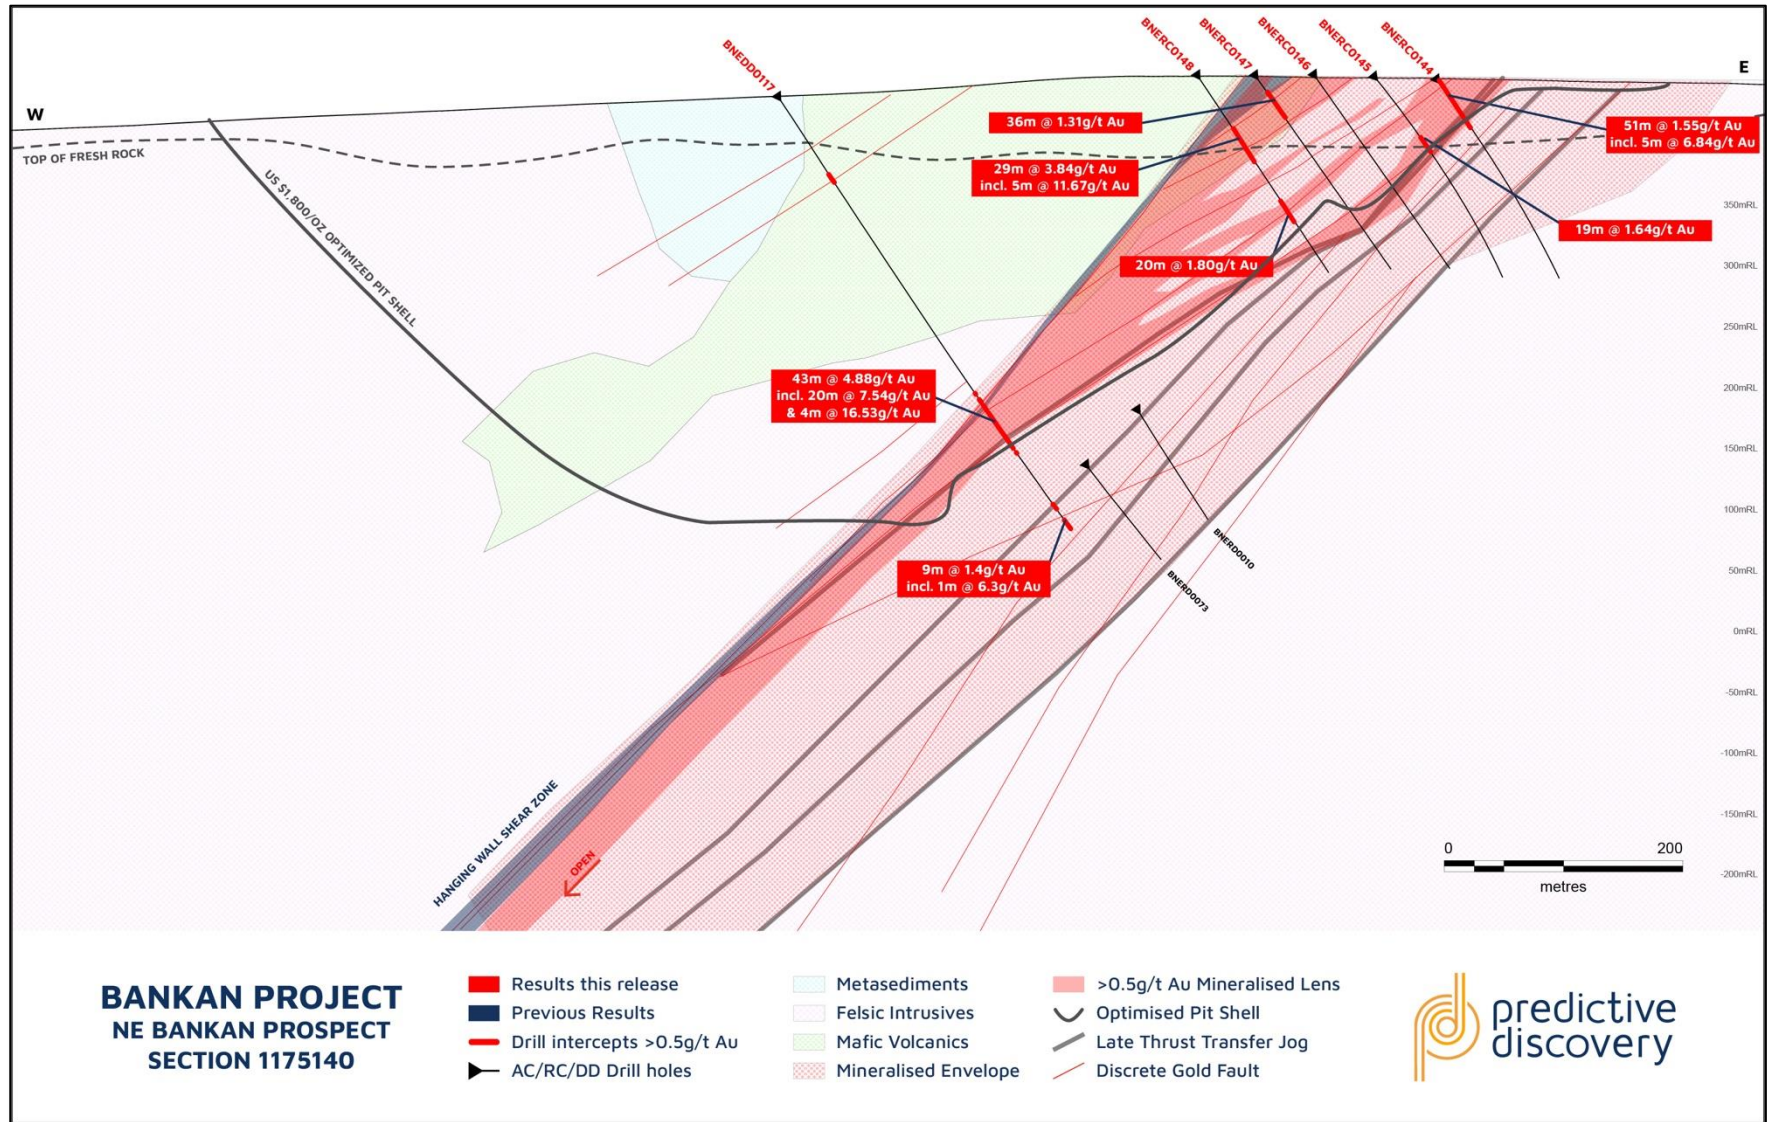 BNEDD0117
BNERC0148
BNERC0147
BNERC0146
BNERC0145
BNERC0144
W
E
TOP OF FRESH ROCK
US $1,800/OZ OPTIMIZED PIT SHELL
36m @ 1.31g/t Au
29m @ 3.84g/t Au
incl. 5m @ 11.67g/t Au
51m @ 1.55g/t Au
incl. 5m @ 6.84g/t Au
19m @ 1.64g/t Au
20m @ 1.80g/t Au
43m @ 4.88g/t Au
incl. 20m @ 7.54g/t Au
& 4m @ 16.53g/t Au
9m @ 1.4g/t Au
incl. 1m @ 6.3g/t Au
BNERD0010
BNERD0073
350mRL
300mRL
250mRL
200mRL
150mRL
100mRL
50mRL
0mRL
-50mRL
-100mRL
-150mRL
-200mRL
HANGING WALL SHEAR ZONE
OPEN
0 200
metres
BANKAN PROJECT
NE BANKAN PROSPECT
SECTION 1175140
Results this release
Previous Results
Drill intercepts >0.5g/t Au
AC/RC/DD Drill holes
Metasediments
Felsic Intrusives
Mafic Volcanics
Mineralised Envelope
>0.5g/t Au Mineralised Lens
Optimised Pit Shell
Late Thrust Transfer Jog
Discrete Gold Fault
predictive
discovery